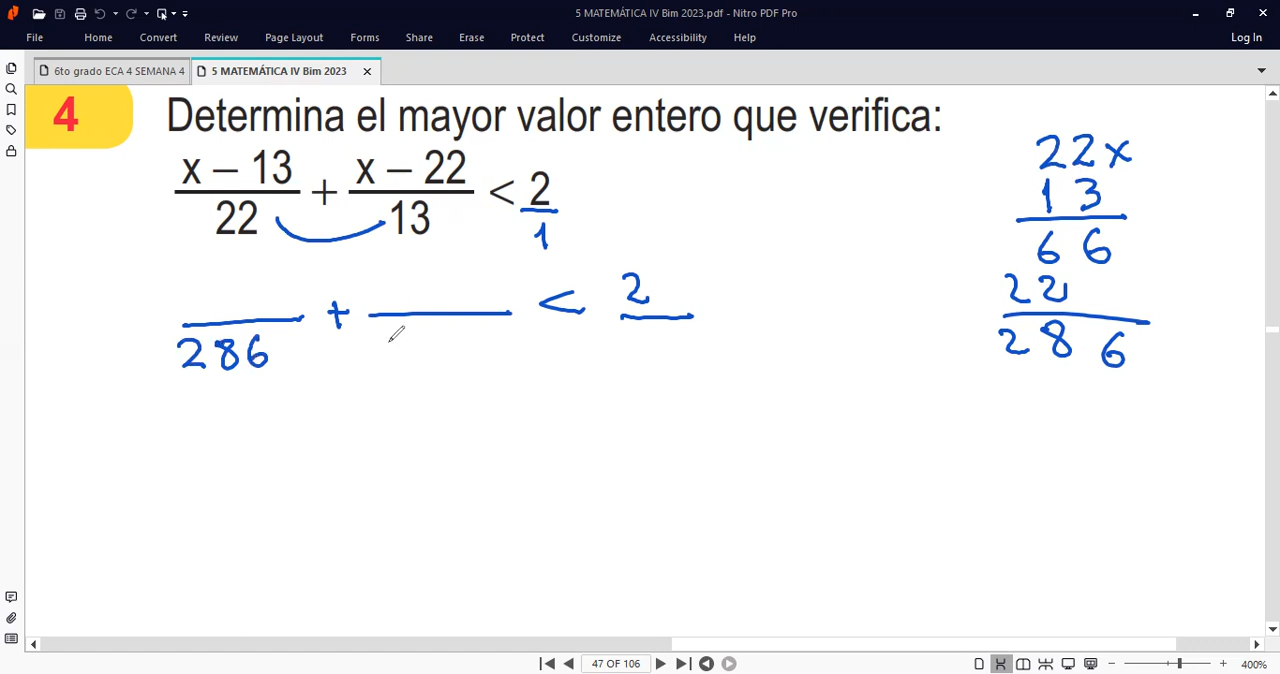 5 MATEMÁTICA IV Bim 2023.pdf - Nitro PDF Pro
File Home Convert Review Page Layout Forms Share Erase Protect Customize Accessibility Help Log In
6to grado ECA 4 SEMANA 4 5 MATEMÁTICA IV Bim 2023
4 Determina el mayor valor entero que verifica:
x – 13 x – 22
+ < 2
22 13 1
22x
13
66
22
286
+ < 2
286
47 OF 106 400%